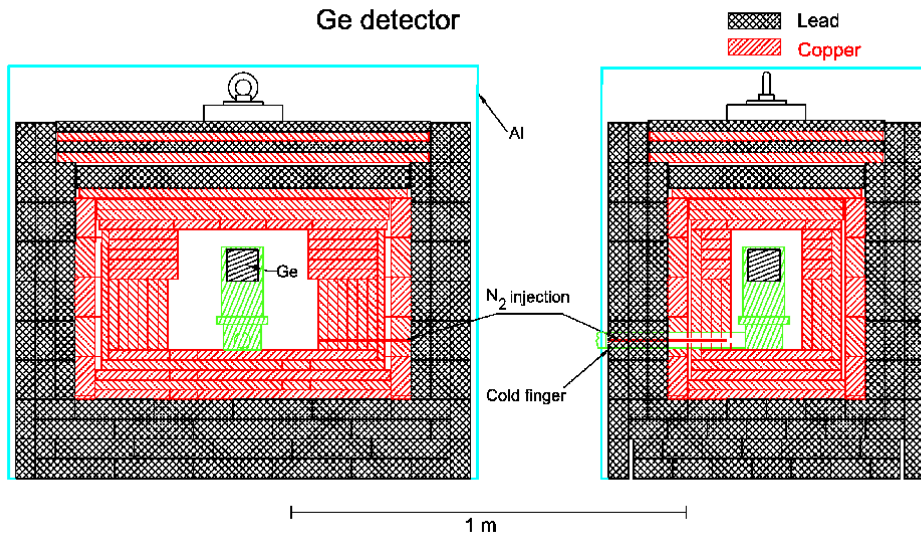 Ge detector
Lead
Copper
Al
Ge
N2 injection
Cold finger
1 m